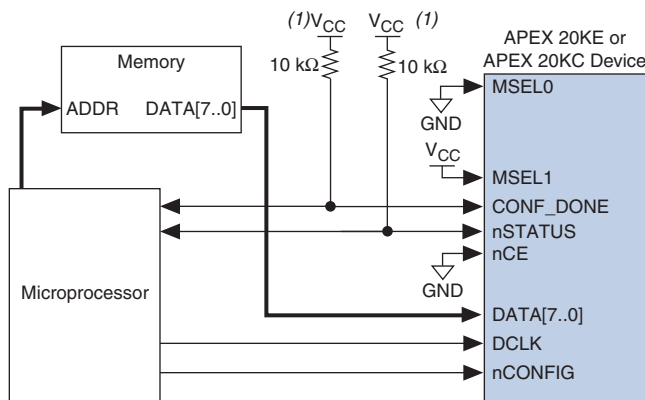 (1) VCC VCC (1)
10 kΩ 10 kΩ
APEX 20KE or
APEX 20KC Device
Memory
ADDR DATA[7..0]
MSEL0
GND
VCC
MSEL1
CONF_DONE
nSTATUS
nCE
GND
Microprocessor
DATA[7..0]
DCLK
nCONFIG